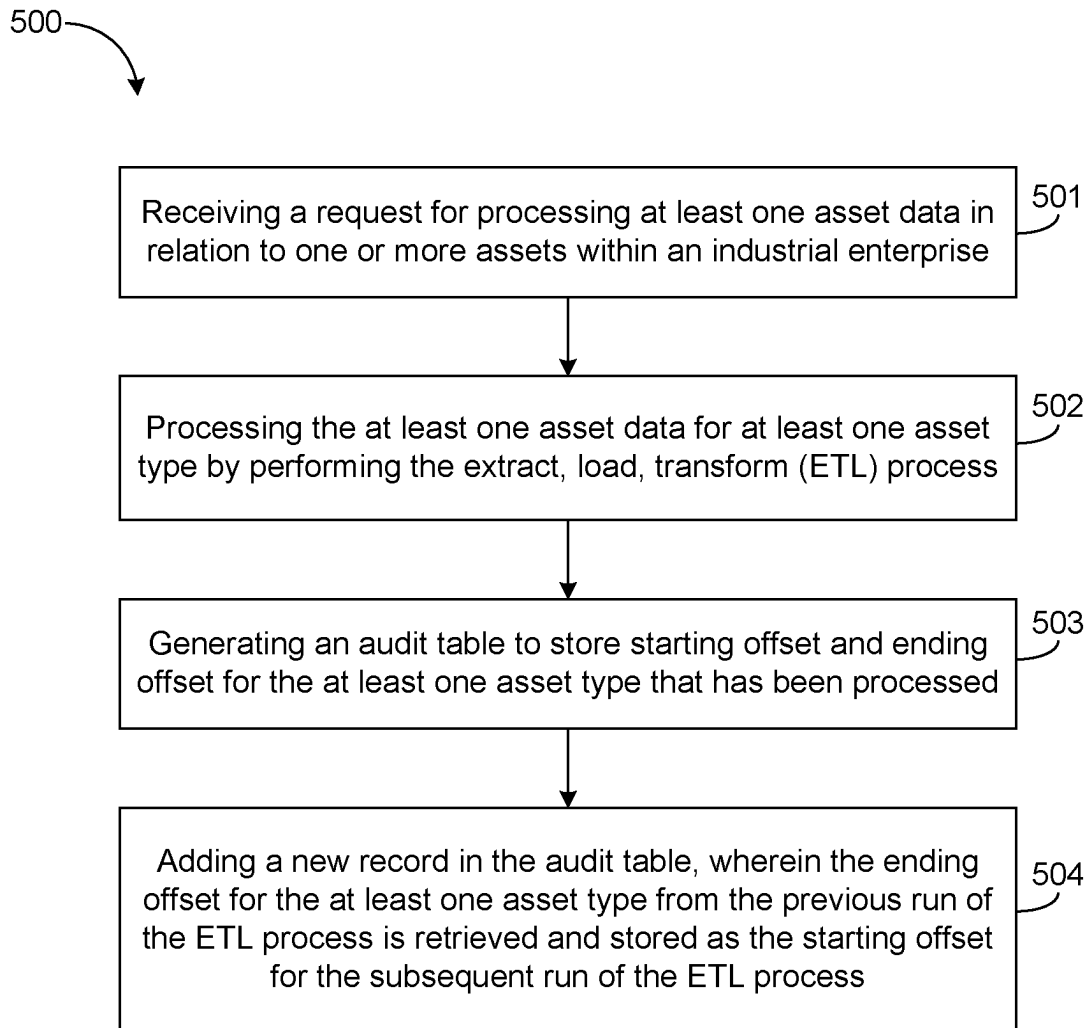 500
Receiving a request for processing at least one asset data in
relation to one or more assets within an industrial enterprise
501
Processing the at least one asset data for at least one asset
type by performing the extract, load, transform (ETL) process
502
Generating an audit table to store starting offset and ending
offset for the at least one asset type that has been processed
503
Adding a new record in the audit table, wherein the ending
offset for the at least one asset type from the previous run of
the ETL process is retrieved and stored as the starting offset
for the subsequent run of the ETL process
504